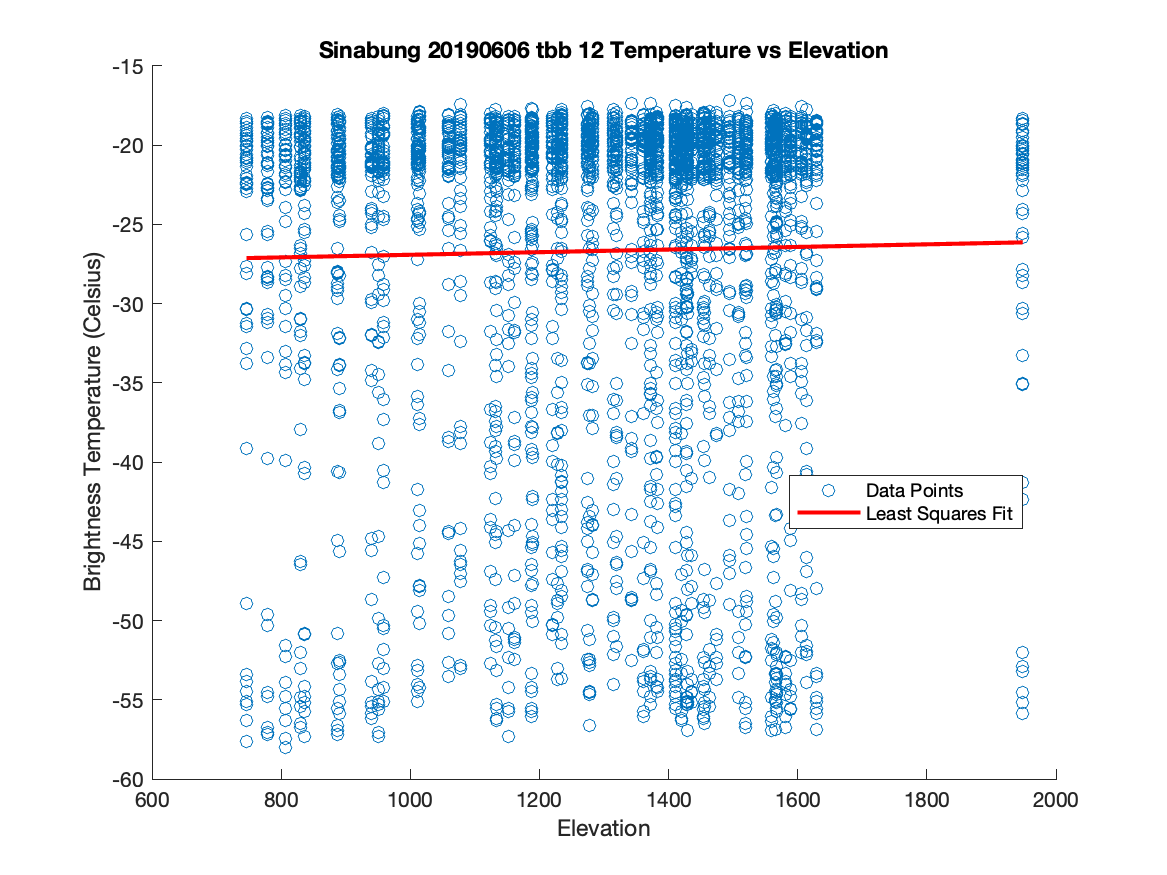 Sinabung 20190606 tbb 12 Temperature vs Elevation
-15
-20
-25
-30
-35
-40
-45
-50
-55
-60
Brightness Temperature (Celsius)
Data Points
Least Squares Fit
600 800 1000 1200 1400 1600 1800 2000
Elevation